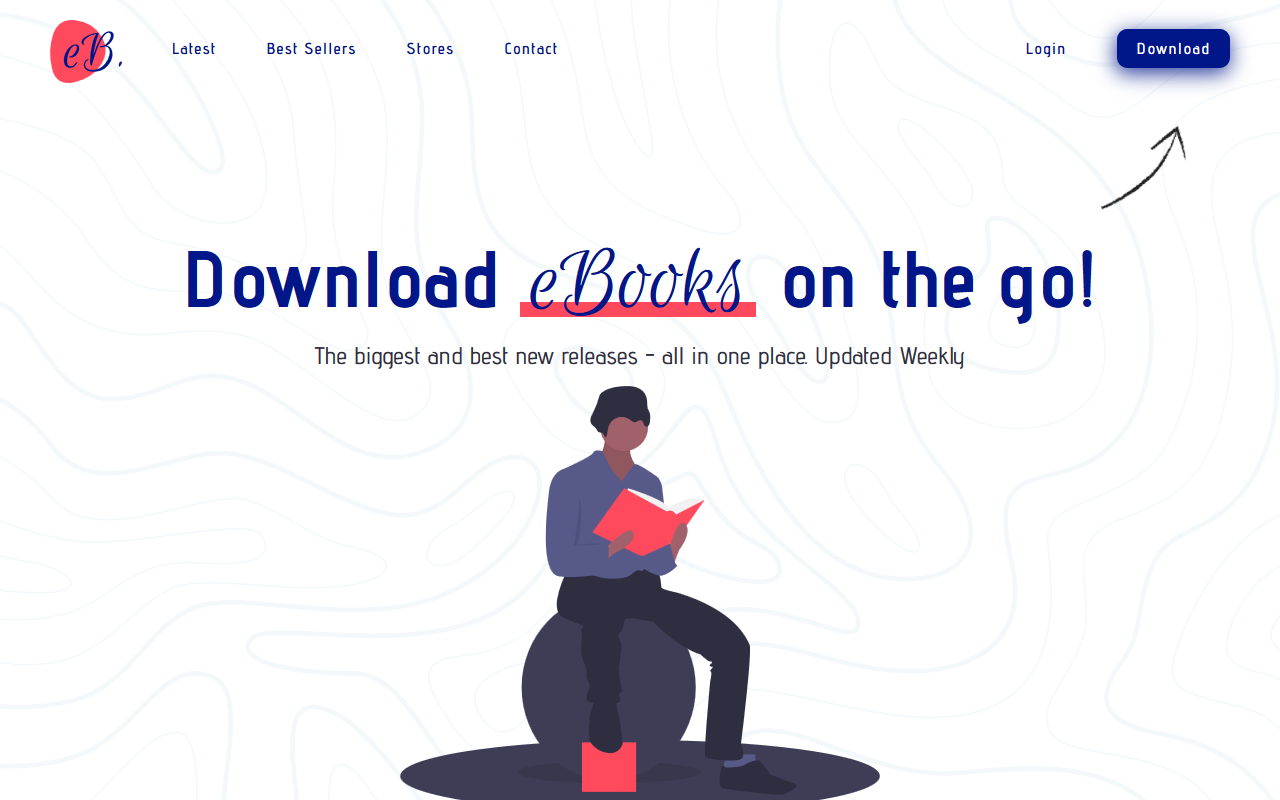 eB.
Latest
Best Sellers
Stores
Contact
Login
Download
Download eBooks on the go!
The biggest and best new releases - all in one place. Updated Weekly